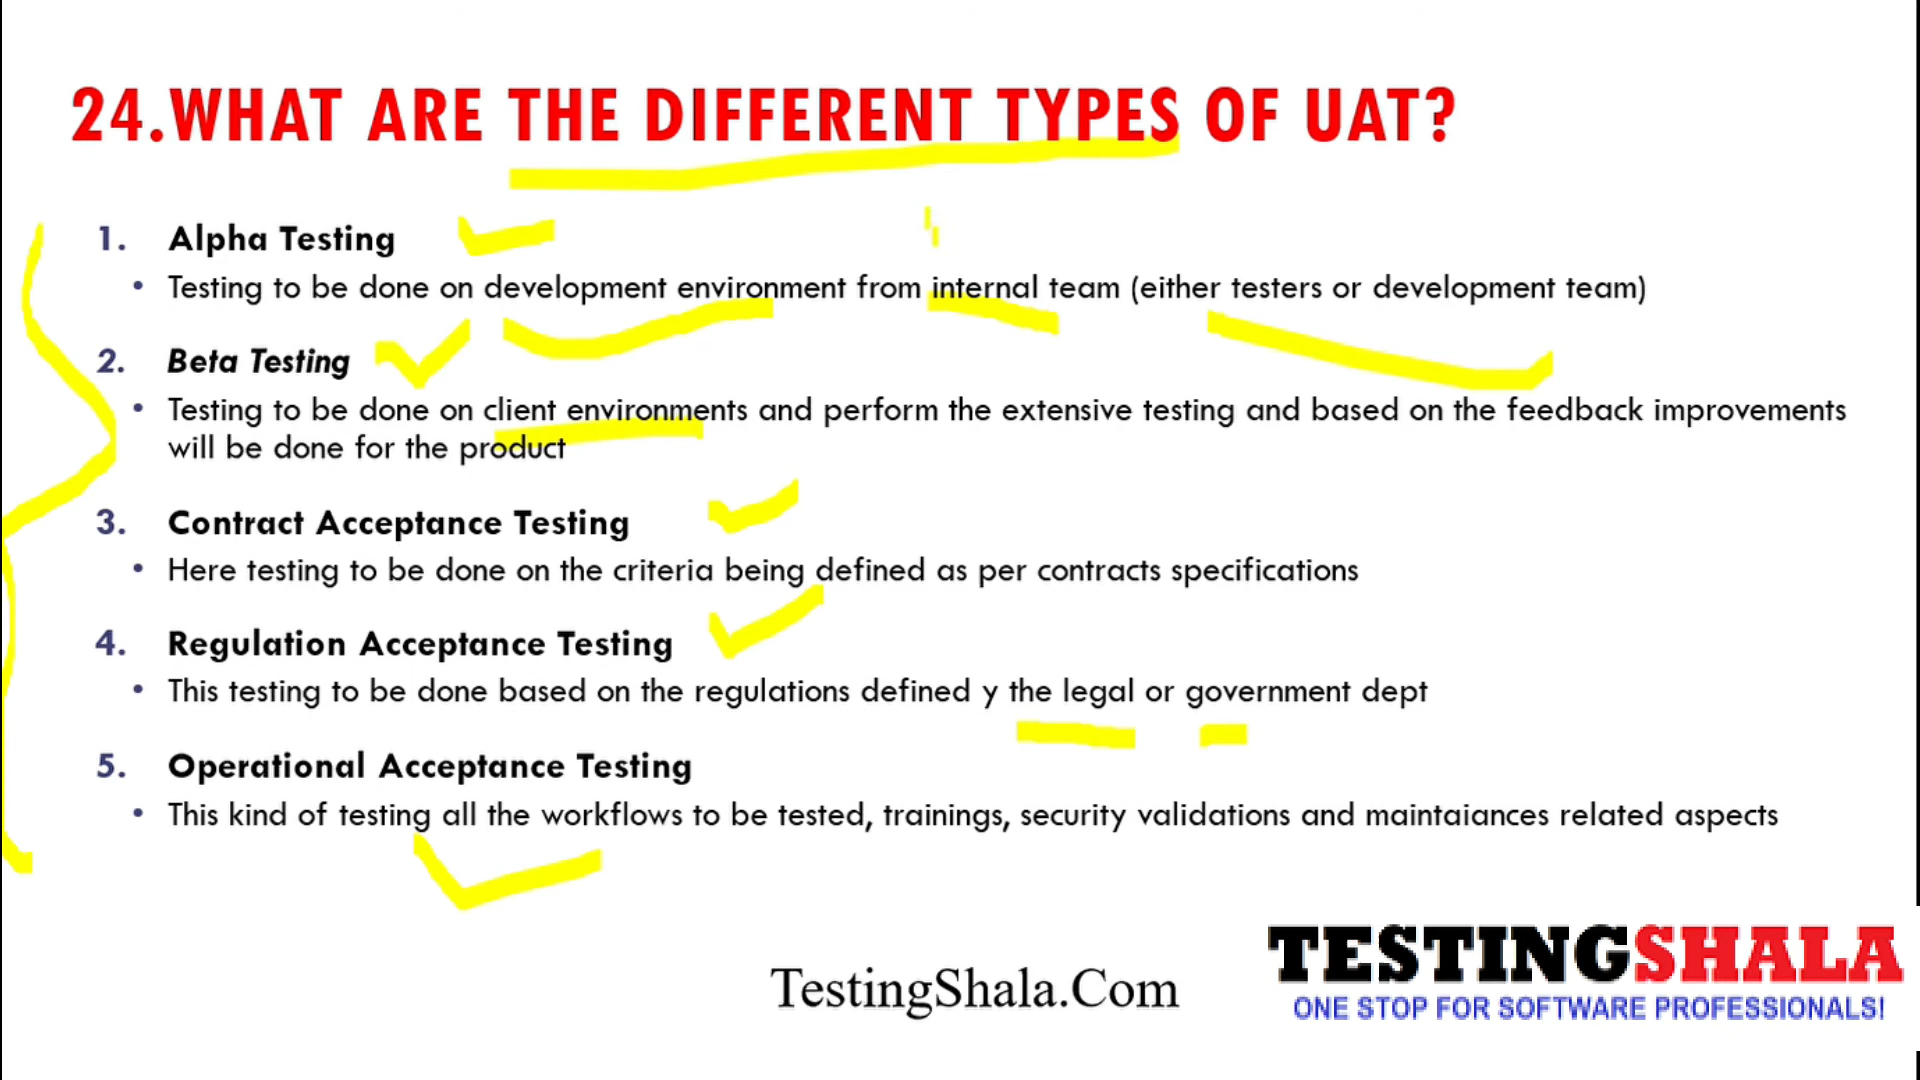 24.WHAT ARE THE DIFFERENT TYPES OF UAT?
1. Alpha Testing
• Testing to be done on development environment from internal team (either testers or development team)
2. Beta Testing
• Testing to be done on client environments and perform the extensive testing and based on the feedback improvements
will be done for the product
3. Contract Acceptance Testing
• Here testing to be done on the criteria being defined as per contracts specifications
4. Regulation Acceptance Testing
• This testing to be done based on the regulations defined y the legal or government dept
5. Operational Acceptance Testing
• This kind of testing all the workflows to be tested, trainings, security validations and maintaiances related aspects
TestingShala.Com
TESTINGSHALA
ONE STOP FOR SOFTWARE PROFESSIONALS!